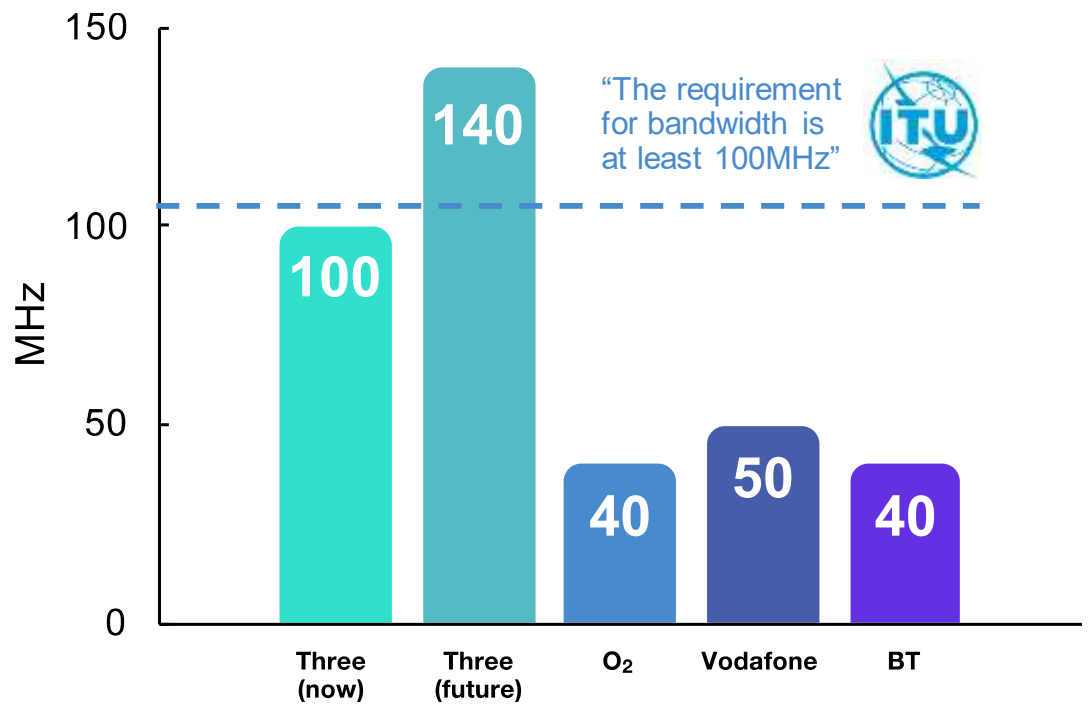 150
“The requirement
for bandwidth is
at least 100MHz”
ITU
140
100
100
MHz
50
50
40
40
0
Three
(now)
Three
(future)
O₂
Vodafone
BT